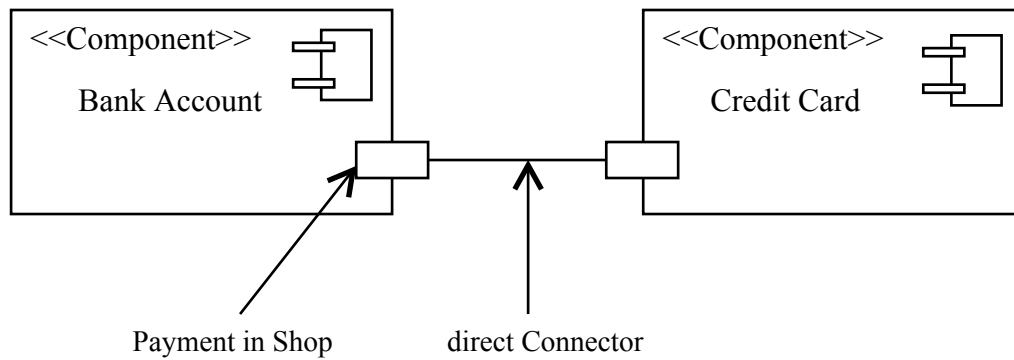 <<Component>>
Bank Account
<<Component>>
Credit Card
Payment in Shop
direct Connector